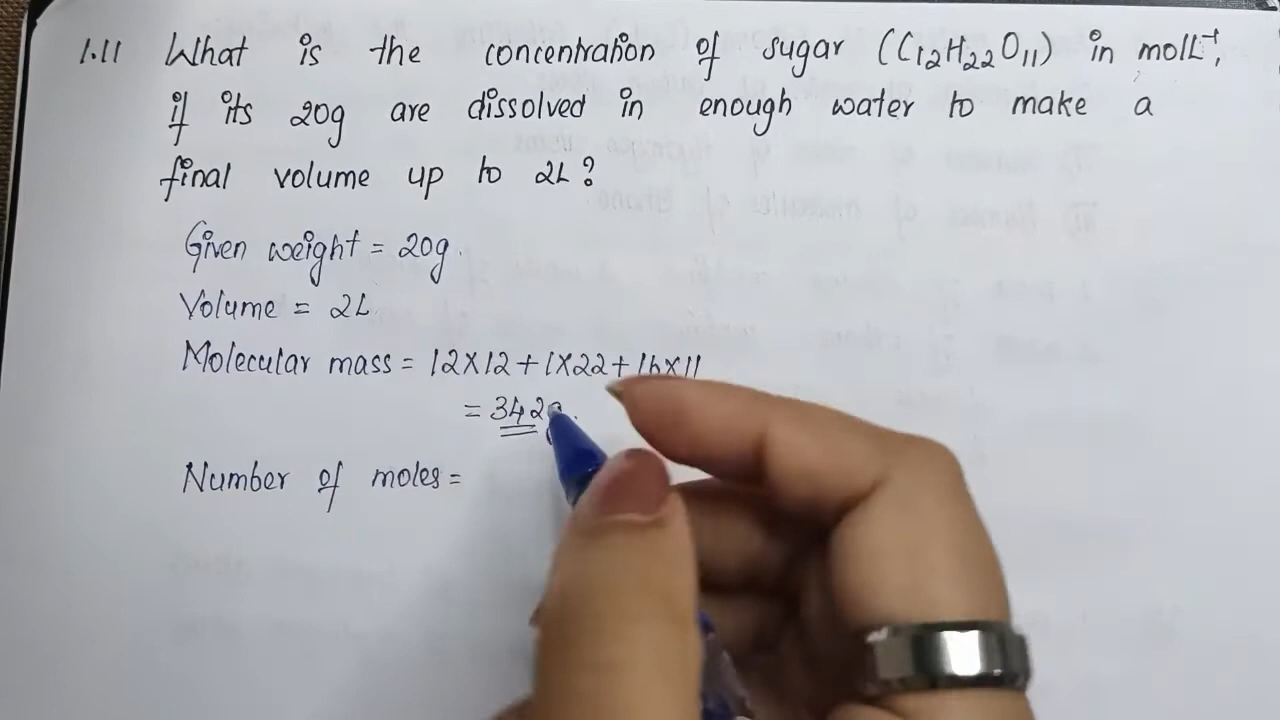 1.11 What is the concentration of sugar (C₁₂H₂₂O₁₁) in molL⁻¹,
if its 20g are dissolved in enough water to make a
final volume up to 2L?
Given weight = 20g.
Volume = 2L
Molecular mass = 12×12+1×22+16×11
= 342g.
Number of moles =